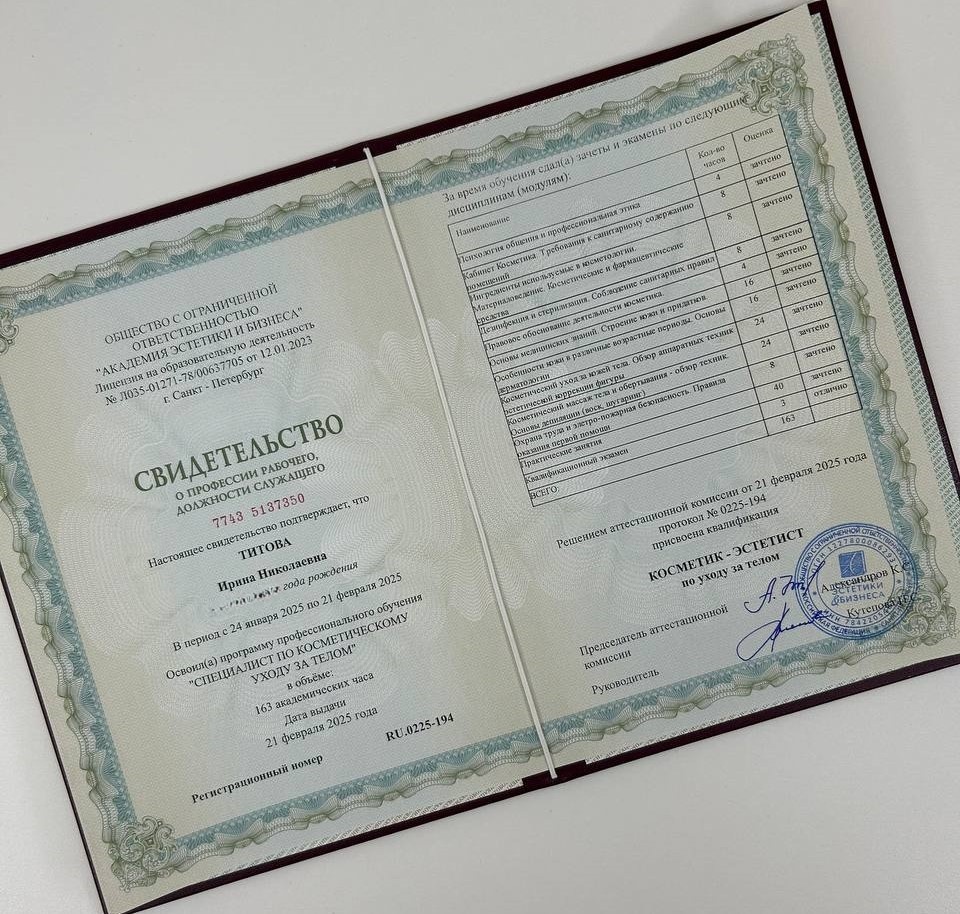 ОБЩЕСТВО С ОГРАНИЧЕННОЙ
ОТВЕТСТВЕННОСТЬЮ
"АКАДЕМИЯ ЭСТЕТИКИ И БИЗНЕСА"
Лицензия на образовательную деятельность
№ Л035-01271-78/00637705 от 12.01.2023
г. Санкт - Петербург
СВИДЕТЕЛЬСТВО
О ПРОФЕССИИ РАБОЧЕГО,
ДОЛЖНОСТИ СЛУЖАЩЕГО
7743 5137350
Настоящее свидетельство подтверждает, что
ТИТОВА
Ирина Николаевна
года рождения
В период с 24 января 2025 по 21 февраля 2025
Освоил(а) программу профессионального обучения
"СПЕЦИАЛИСТ ПО КОСМЕТИЧЕСКОМУ
УХОДУ ЗА ТЕЛОМ"
в объёме:
163 академических часа
Дата выдачи
21 февраля 2025 года
Регистрационный номер RU.0225-194
За время обучения сдал(а) зачеты и экзамены по следующим
дисциплинам (модулям):
Наименование Кол-во часов Оценка
Психология общения и профессиональная этика 4 зачтено
Кабинет Косметика. Требования к санитарному содержанию 8 зачтено
помещений
Ингредиенты используемые в косметологии. 8 зачтено
Материаловедение. Косметические и фармацевтические
средства
Дезинфекция и стерилизация. Соблюдение санитарных правил 8 зачтено
Правовое обоснование деятельности косметика. 4 зачтено
Основы медицинских знаний. Строение кожи и придатков. 16 зачтено
Особенности кожи в различные возрастные периоды. Основы 16 зачтено
дерматологии
Косметический уход за кожей тела. Обзор аппаратных техник 24 зачтено
эстетической коррекции фигуры
Косметический массаж тела и обертывания - обзор техник. 24 зачтено
Основы депиляции (воск, шугаринг)
Охрана труда и элетро-пожарная безопасность. Правила 8 зачтено
оказания первой помощи
Практические занятия 40 зачтено
Квалификационный экзамен 3 отлично
ВСЕГО: 163
Решением аттестационной комиссии от 21 февраля 2025 года
протокол № 0225-194
присвоена квалификация
КОСМЕТИК - ЭСТЕТИСТ
по уходу за телом
Председатель аттестационной
комиссии
Александров К.С.
Руководитель
Кутепова
ЭСТЕТИКИ
&БИЗНЕСА